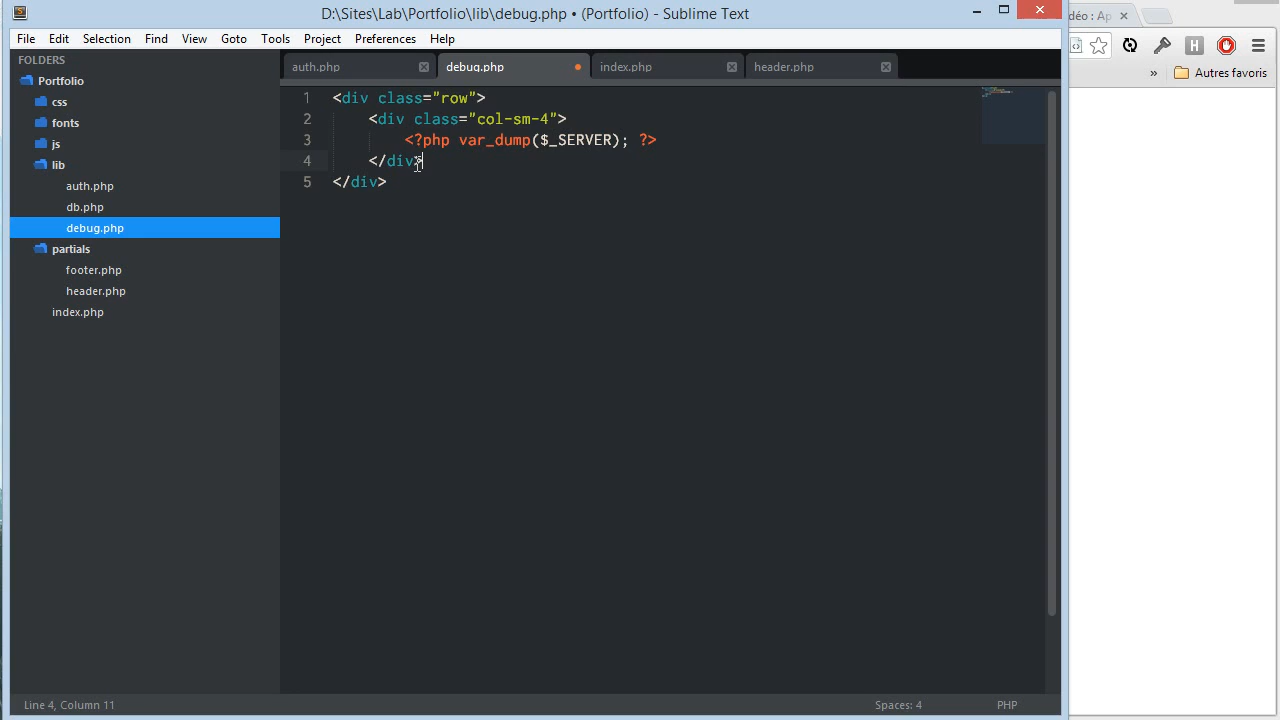 D:\Sites\Lab\Portfolio\lib\debug.php • (Portfolio) - Sublime Text
déo : Ap
File Edit Selection Find View Goto Tools Project Preferences Help
» Autres favoris
FOLDERS
Portfolio
css
fonts
js
lib
auth.php
db.php
debug.php
partials
footer.php
header.php
index.php
auth.php debug.php index.php header.php
1 <div class="row">
2 <div class="col-sm-4">
3 <?php var_dump($_SERVER); ?>
4 </div>
5 </div>
Line 4, Column 11 Spaces: 4 PHP